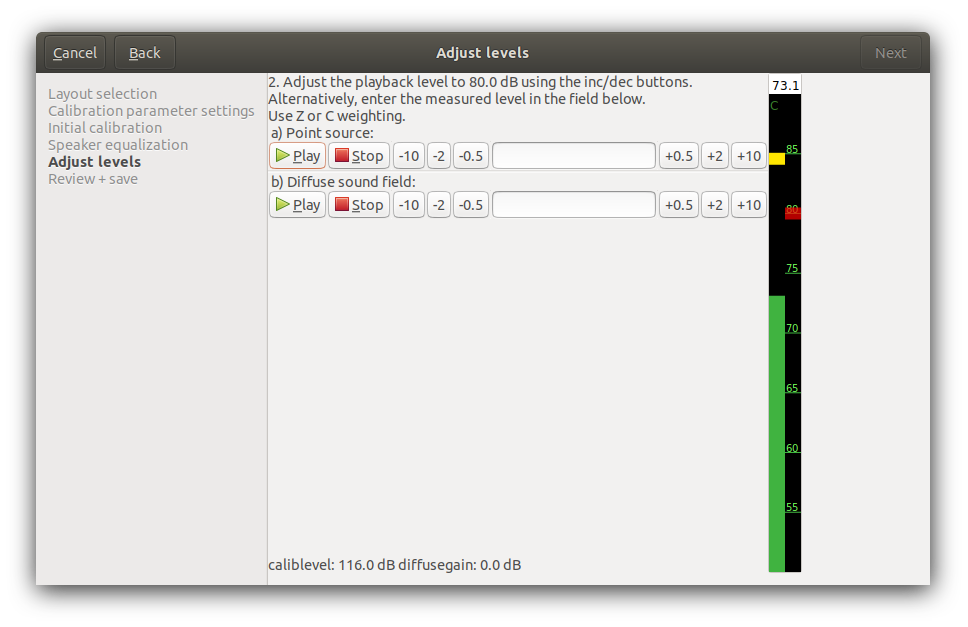 Cancel Back Adjust levels Next
Layout selection
Calibration parameter settings
Initial calibration
Speaker equalization
Adjust levels
Review + save
2. Adjust the playback level to 80.0 dB using the inc/dec buttons.
Alternatively, enter the measured level in the field below.
Use Z or C weighting.
a) Point source:
Play Stop -10 -2 -0.5 +0.5 +2 +10
b) Diffuse sound field:
Play Stop -10 -2 -0.5 +0.5 +2 +10
caliblevel: 116.0 dB diffusegain: 0.0 dB
73.1
C
85
80
75
70
65
60
55